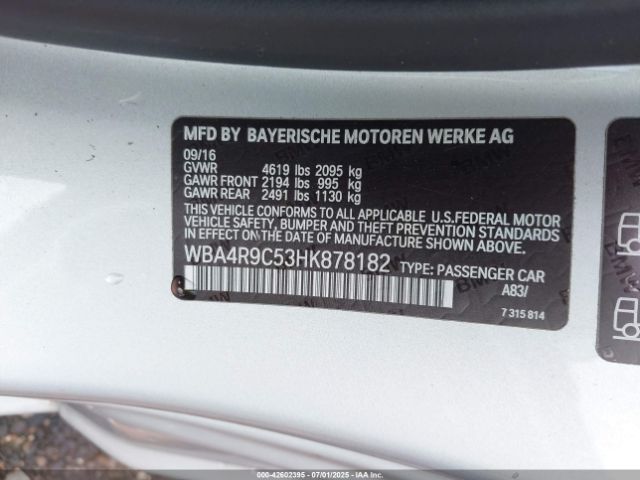 MFD BY BAYERISCHE MOTOREN WERKE AG
09/16
GVWR 4619 lbs 2095 kg
GAWR FRONT 2194 lbs 995 kg
GAWR REAR 2491 lbs 1130 kg
THIS VEHICLE CONFORMS TO ALL APPLICABLE U.S.FEDERAL MOTOR
VEHICLE SAFETY, BUMPER AND THEFT PREVENTION STANDARDS
IN EFFECT ON THE DATE OF MANUFACTURE SHOWN ABOVE.
WBA4R9C53HK878182 TYPE: PASSENGER CAR
A83/
7 315 814
000-42602395 - 07/01/2025 - IAAI.COM